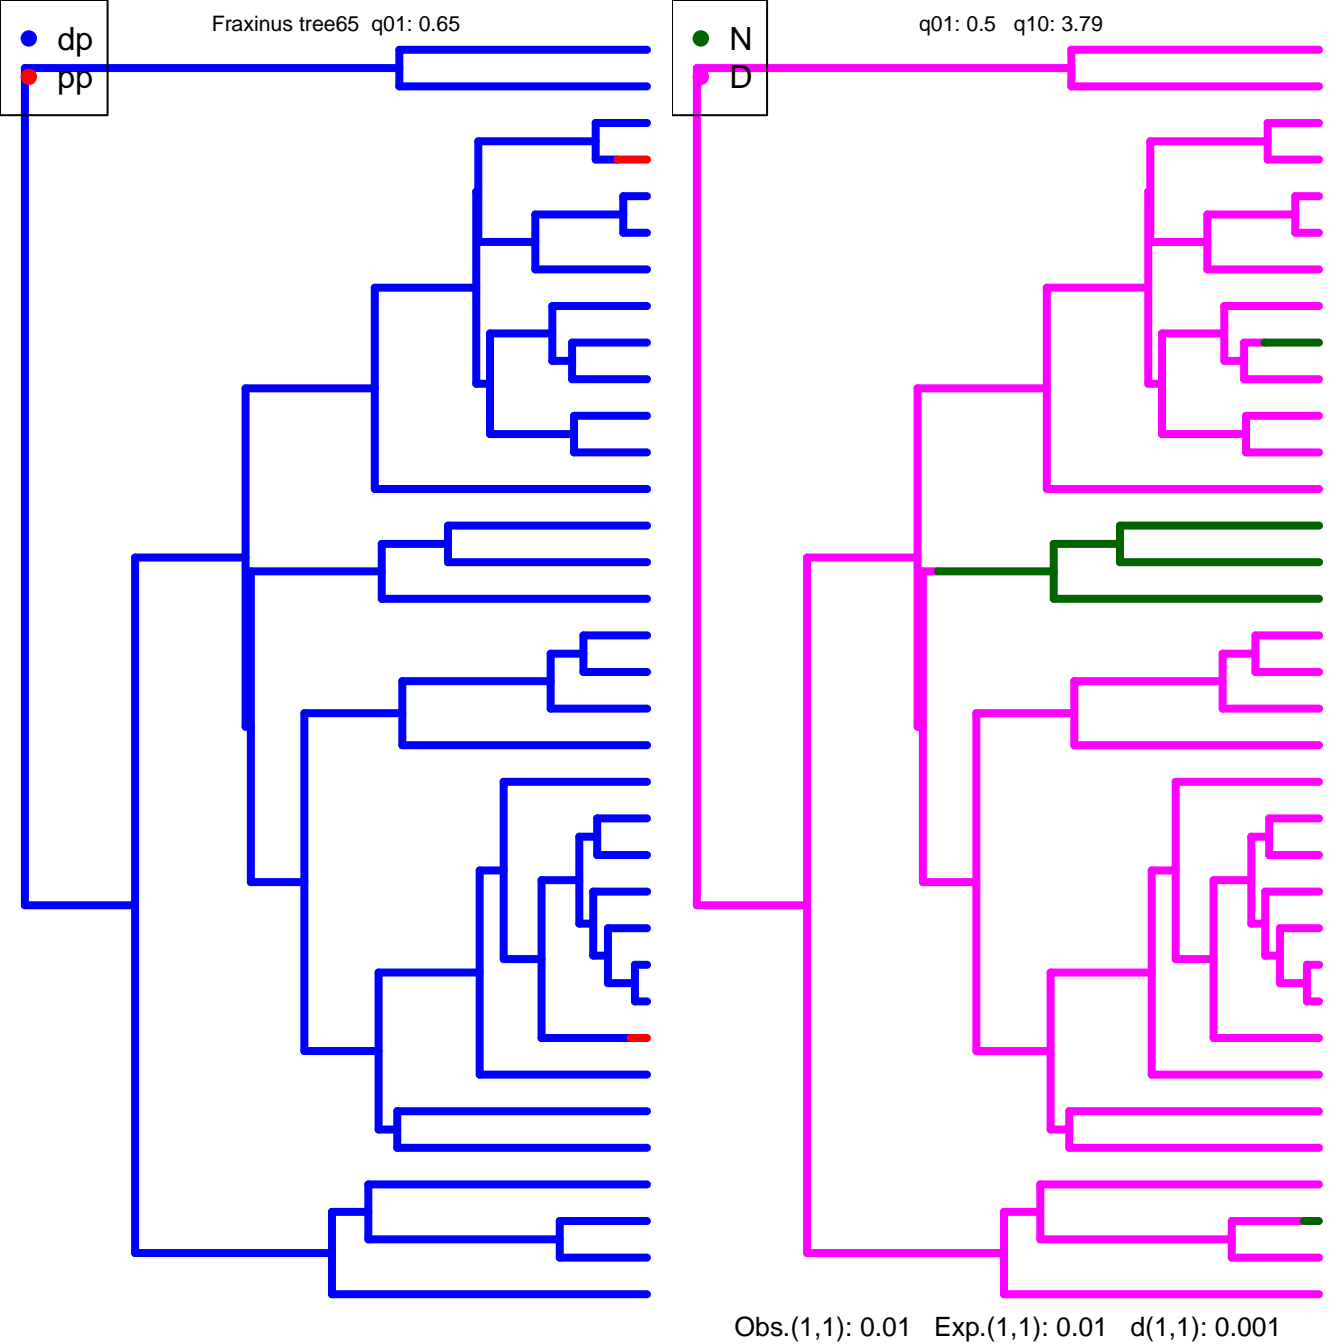 Fraxinus tree65 q01: 0.65
dp
pp
q01: 0.5 q10: 3.79
N
D
Obs.(1,1): 0.01 Exp.(1,1): 0.01 d(1,1): 0.001